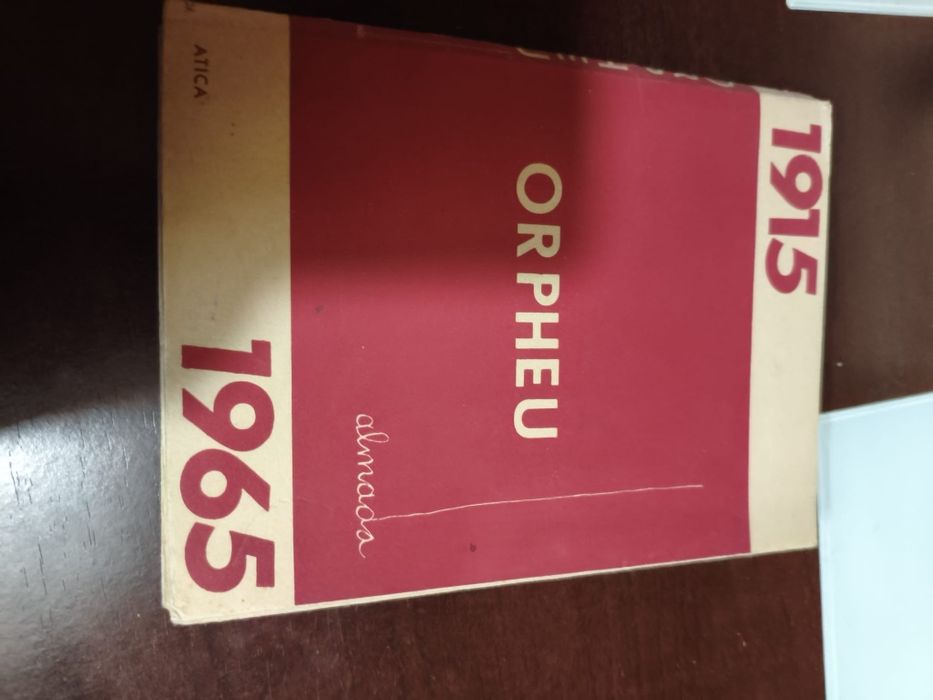 1915
ORPHEU
almada
1965
ATICA